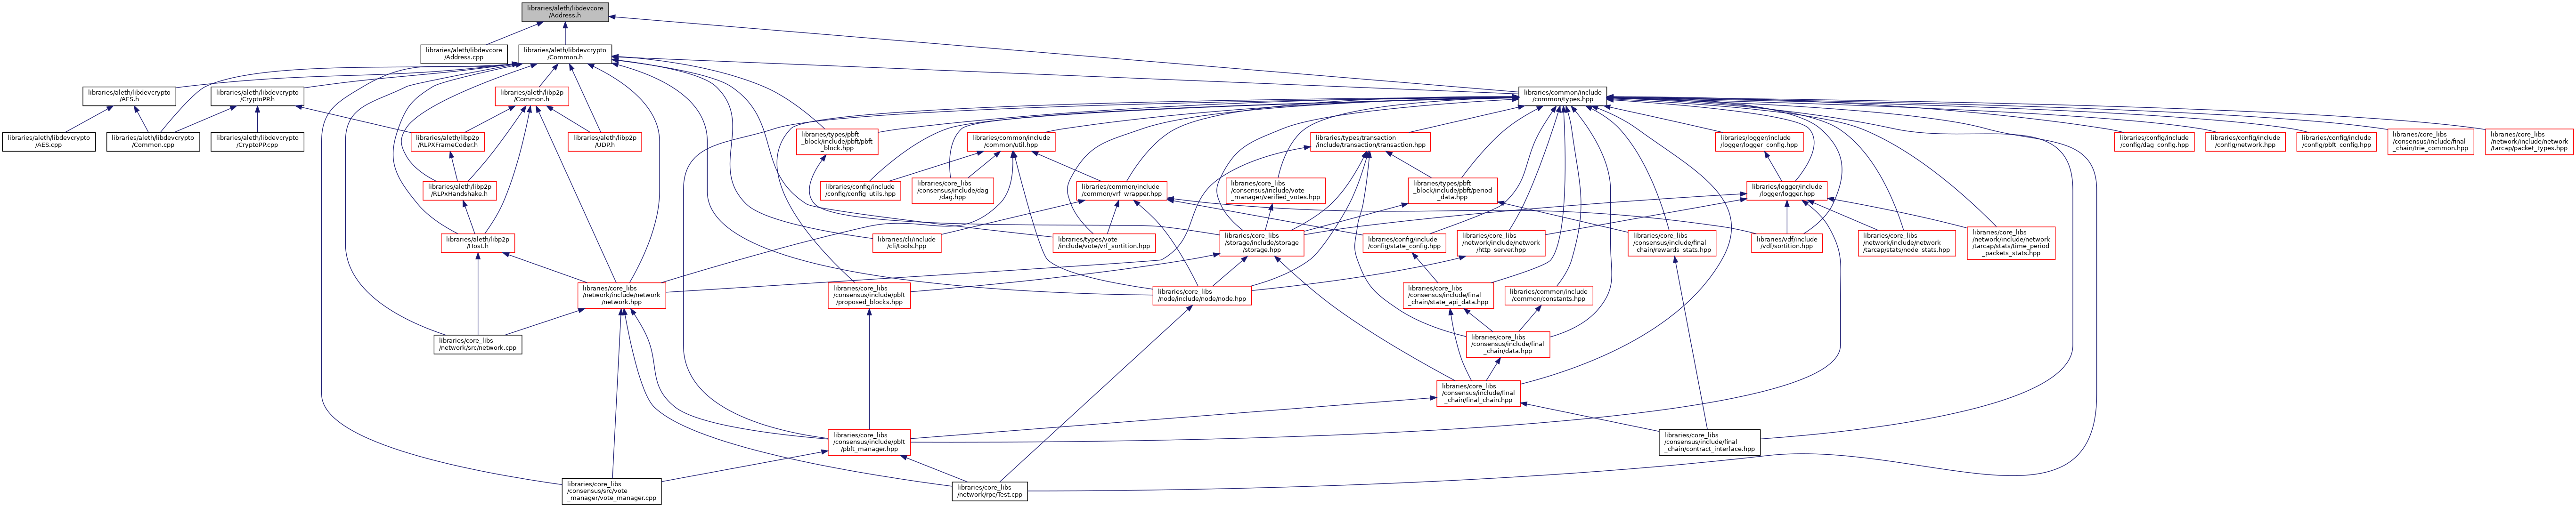 libraries/aleth/libdevcore
/Address.h
libraries/aleth/libdevcore
/Address.cpp
libraries/aleth/libdevcrypto
/Common.h
libraries/aleth/libdevcrypto
/AES.h
libraries/aleth/libdevcrypto
/CryptoPP.h
libraries/aleth/libp2p
/Common.h
libraries/common/include
/common/types.hpp
libraries/aleth/libdevcrypto
/AES.cpp
libraries/aleth/libdevcrypto
/Common.cpp
libraries/aleth/libdevcrypto
/CryptoPP.cpp
libraries/aleth/libp2p
/RLPXFrameCoder.h
libraries/aleth/libp2p
/UDP.h
libraries/types/pbft
_block/include/pbft/pbft
_block.hpp
libraries/common/include
/common/util.hpp
libraries/types/transaction
/include/transaction/transaction.hpp
libraries/logger/include
/logger/logger_config.hpp
libraries/config/include
/config/dag_config.hpp
libraries/config/include
/config/network.hpp
libraries/config/include
/config/pbft_config.hpp
libraries/core_libs
/consensus/include/final
_chain/trie_common.hpp
libraries/core_libs
/network/include/network
/tarcap/packet_types.hpp
libraries/aleth/libp2p
/RLPxHandshake.h
libraries/config/include
/config/config_utils.hpp
libraries/core_libs
/consensus/include/dag
/dag.hpp
libraries/common/include
/common/vrf_wrapper.hpp
libraries/core_libs
/consensus/include/vote
_manager/verified_votes.hpp
libraries/types/pbft
_block/include/pbft/period
_data.hpp
libraries/logger/include
/logger/logger.hpp
libraries/aleth/libp2p
/Host.h
libraries/cli/include
/cli/tools.hpp
libraries/types/vote
/include/vote/vrf_sortition.hpp
libraries/core_libs
/storage/include/storage
/storage.hpp
libraries/config/include
/config/state_config.hpp
libraries/core_libs
/network/include/network
/http_server.hpp
libraries/core_libs
/consensus/include/final
_chain/rewards_stats.hpp
libraries/vdf/include
/vdf/sortition.hpp
libraries/core_libs
/network/include/network
/tarcap/stats/node_stats.hpp
libraries/core_libs
/network/include/network
/tarcap/stats/time_period
_packets_stats.hpp
libraries/core_libs
/network/include/network
/network.hpp
libraries/core_libs
/consensus/include/pbft
/proposed_blocks.hpp
libraries/core_libs
/node/include/node/node.hpp
libraries/core_libs
/consensus/include/final
_chain/state_api_data.hpp
libraries/common/include
/common/constants.hpp
libraries/core_libs
/network/src/network.cpp
libraries/core_libs
/consensus/include/final
_chain/data.hpp
libraries/core_libs
/consensus/include/final
_chain/final_chain.hpp
libraries/core_libs
/consensus/include/pbft
/pbft_manager.hpp
libraries/core_libs
/consensus/include/final
_chain/contract_interface.hpp
libraries/core_libs
/consensus/src/vote
_manager/vote_manager.cpp
libraries/core_libs
/network/rpc/Test.cpp